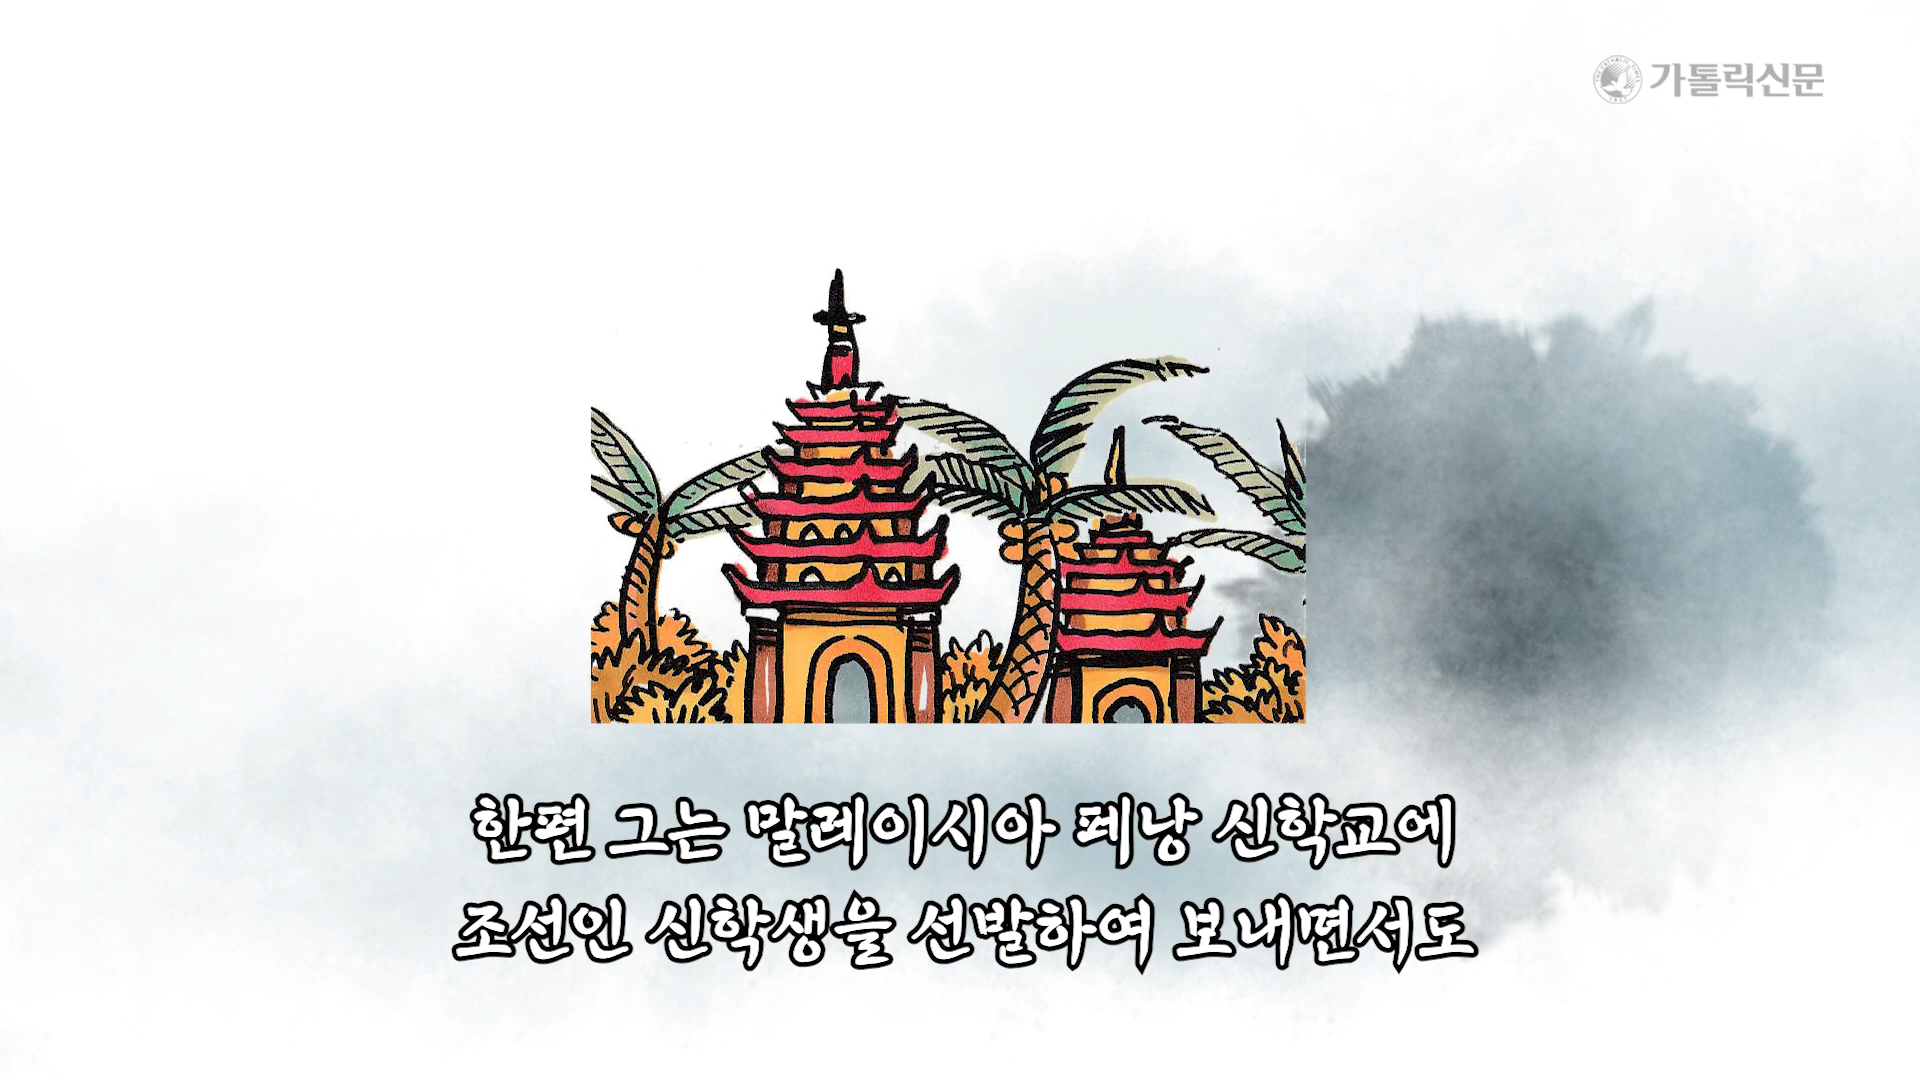 가톨릭신문
한편 그는 말레이시아 페낭 신학교에
조선인 신학생을 선발하여 보내면서도